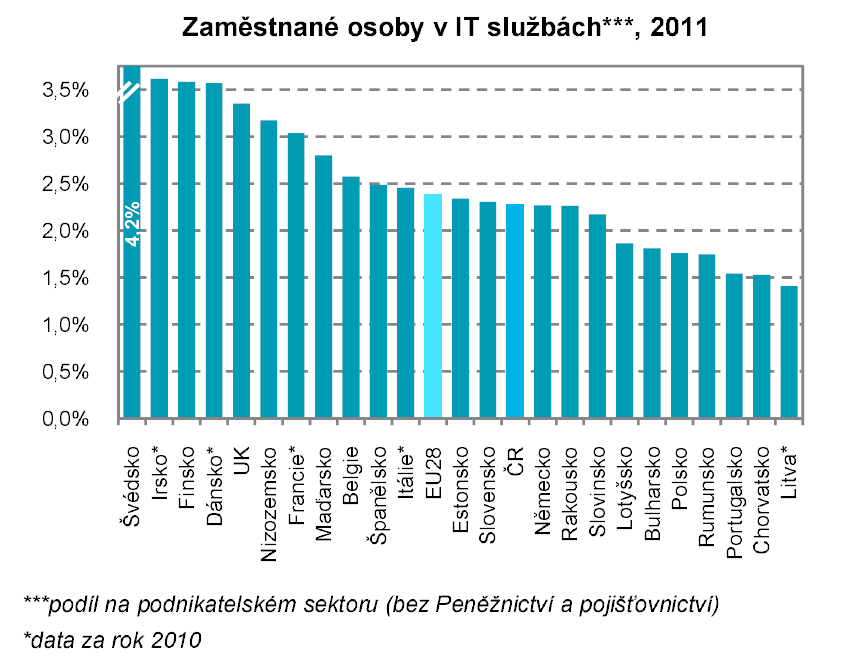 Zaměstnané osoby v IT službách***, 2011
3,5%
3,0%
2,5%
2,0%
1,5%
1,0%
0,5%
0,0%
4,2%
Švédsko
Irsko*
Finsko
Dánsko*
UK
Nizozemsko
Francie*
Maďarsko
Belgie
Španělsko
Itálie*
EU28
Estonsko
Slovensko
ČR
Německo
Rakousko
Slovinsko
Lotyšsko
Bulharsko
Polsko
Rumunsko
Portugalsko
Chorvatsko
Litva*
***podíl na podnikatelském sektoru (bez Peněžnictví a pojišťovnictví)
*data za rok 2010